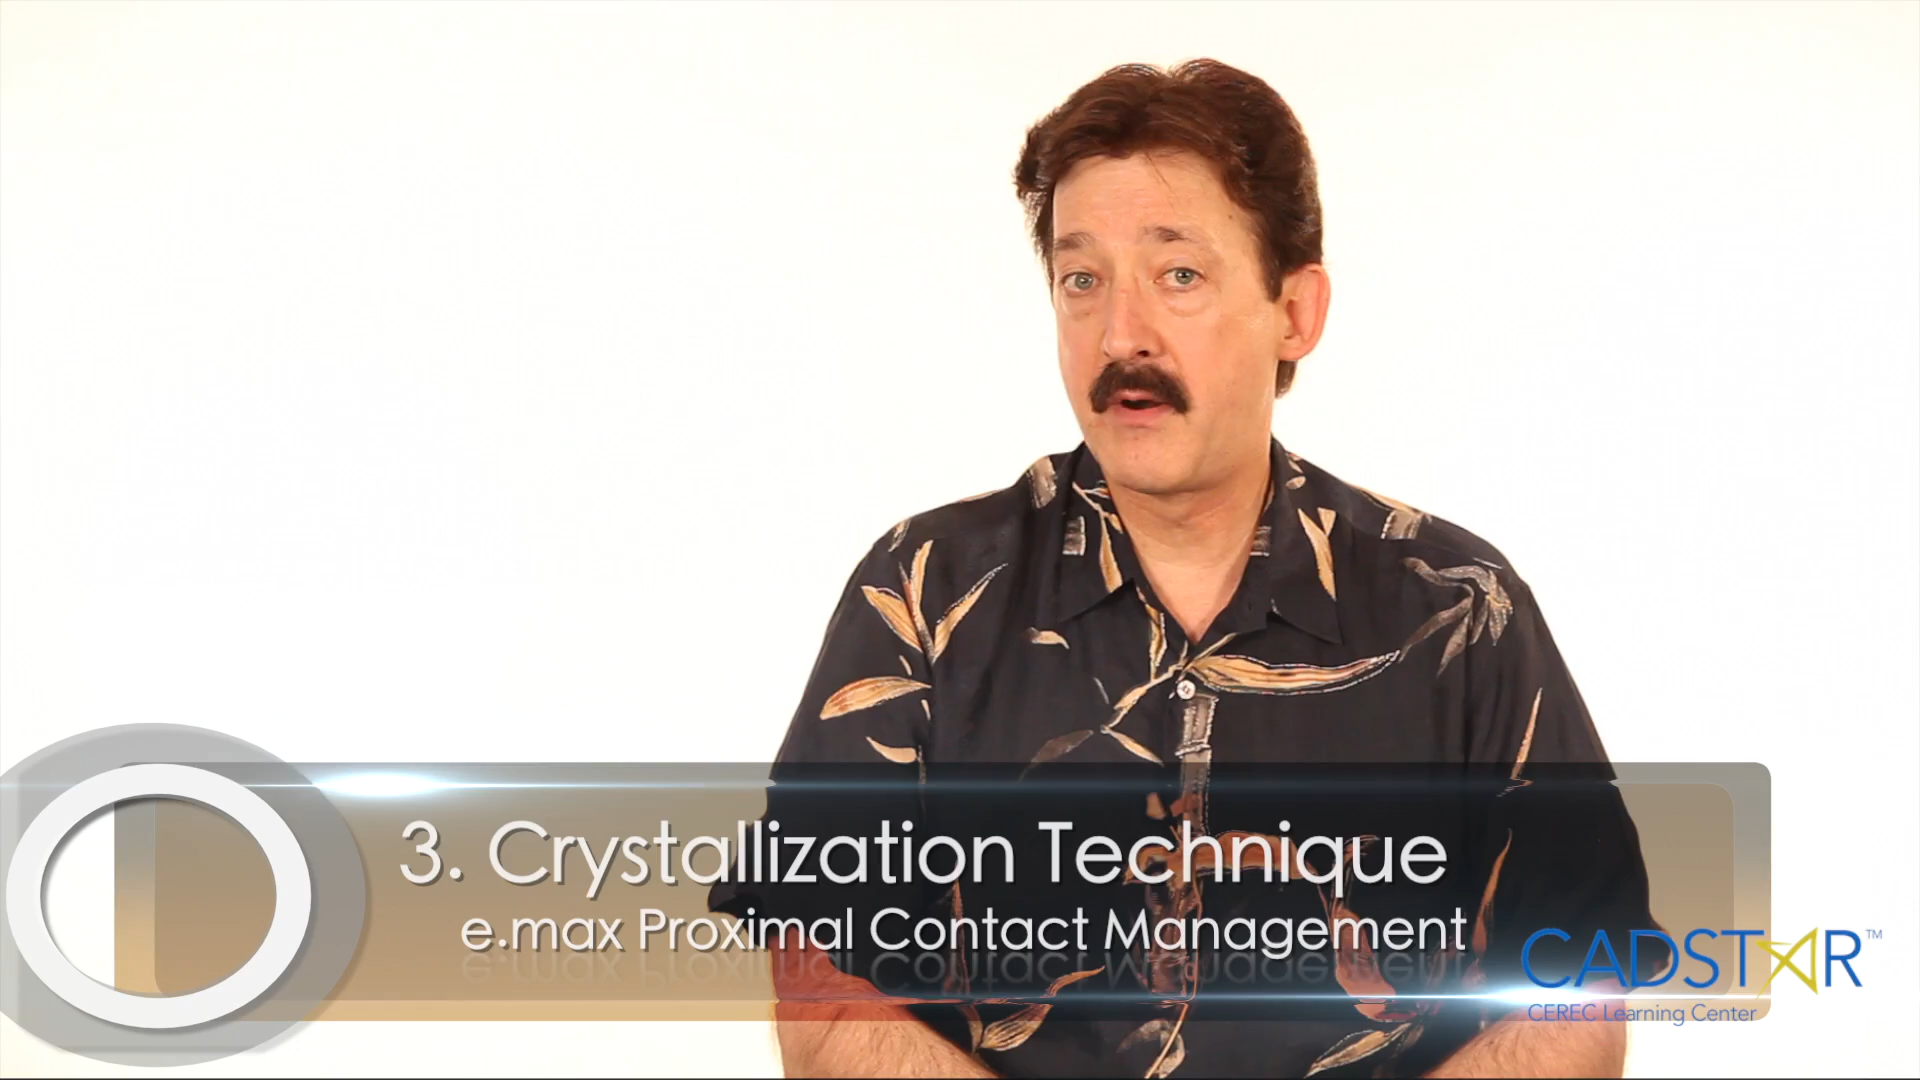 3. Crystallization Technique
e.max Proximal Contact Management
CADSTAR™
CEREC Learning Center